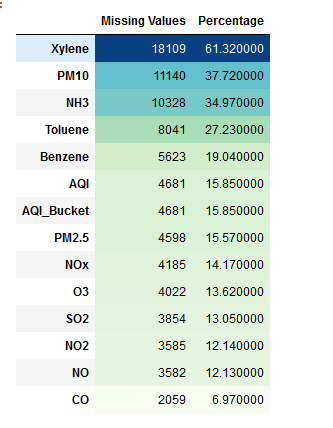 Missing Values Percentage
Xylene 18109 61.320000
PM10 11140 37.720000
NH3 10328 34.970000
Toluene 8041 27.230000
Benzene 5623 19.040000
AQI 4681 15.850000
AQI_Bucket 4681 15.850000
PM2.5 4598 15.570000
NOx 4185 14.170000
O3 4022 13.620000
SO2 3854 13.050000
NO2 3585 12.140000
NO 3582 12.130000
CO 2059 6.970000